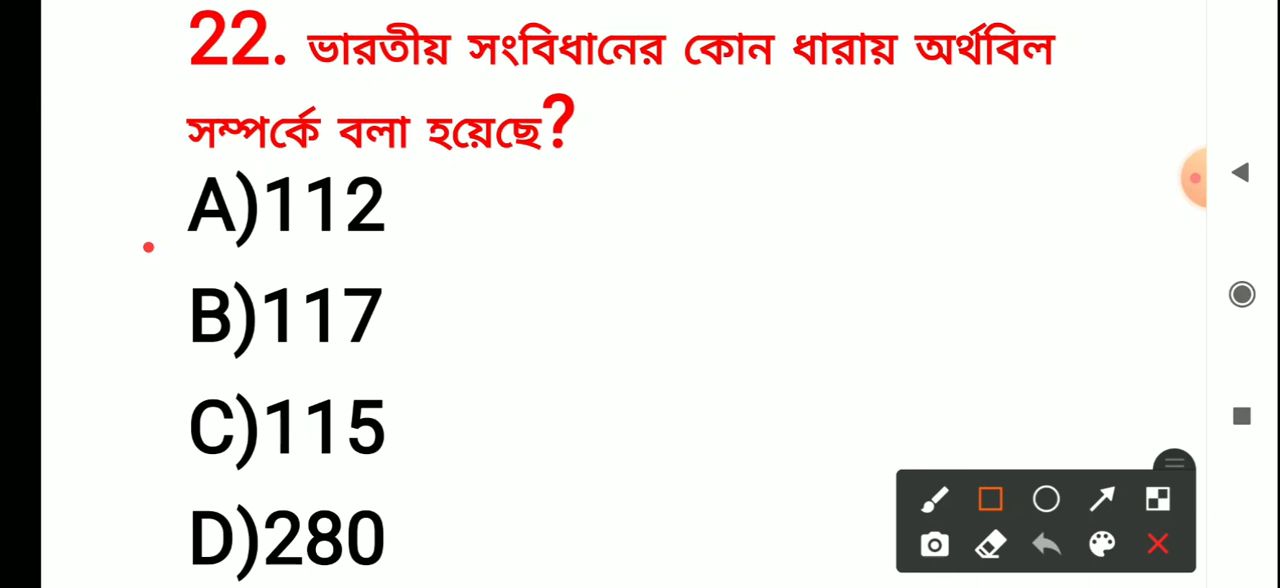 22. ভারতীয় সংবিধানের কোন ধারায় অর্থবিল
সম্পর্কে বলা হয়েছে?
A)112
B)117
C)115
D)280